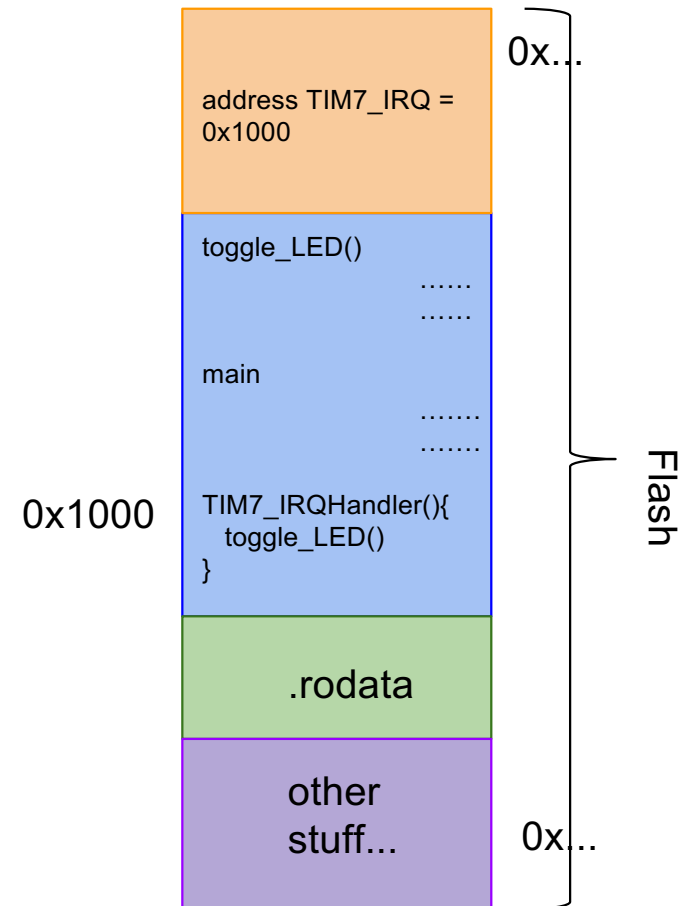 0x...
address TIM7_IRQ =
0x1000
toggle_LED()
......
......
main
.......
.......
0x1000
TIM7_IRQHandler(){
toggle_LED()
}
Flash
.rodata
other
stuff...
0x...